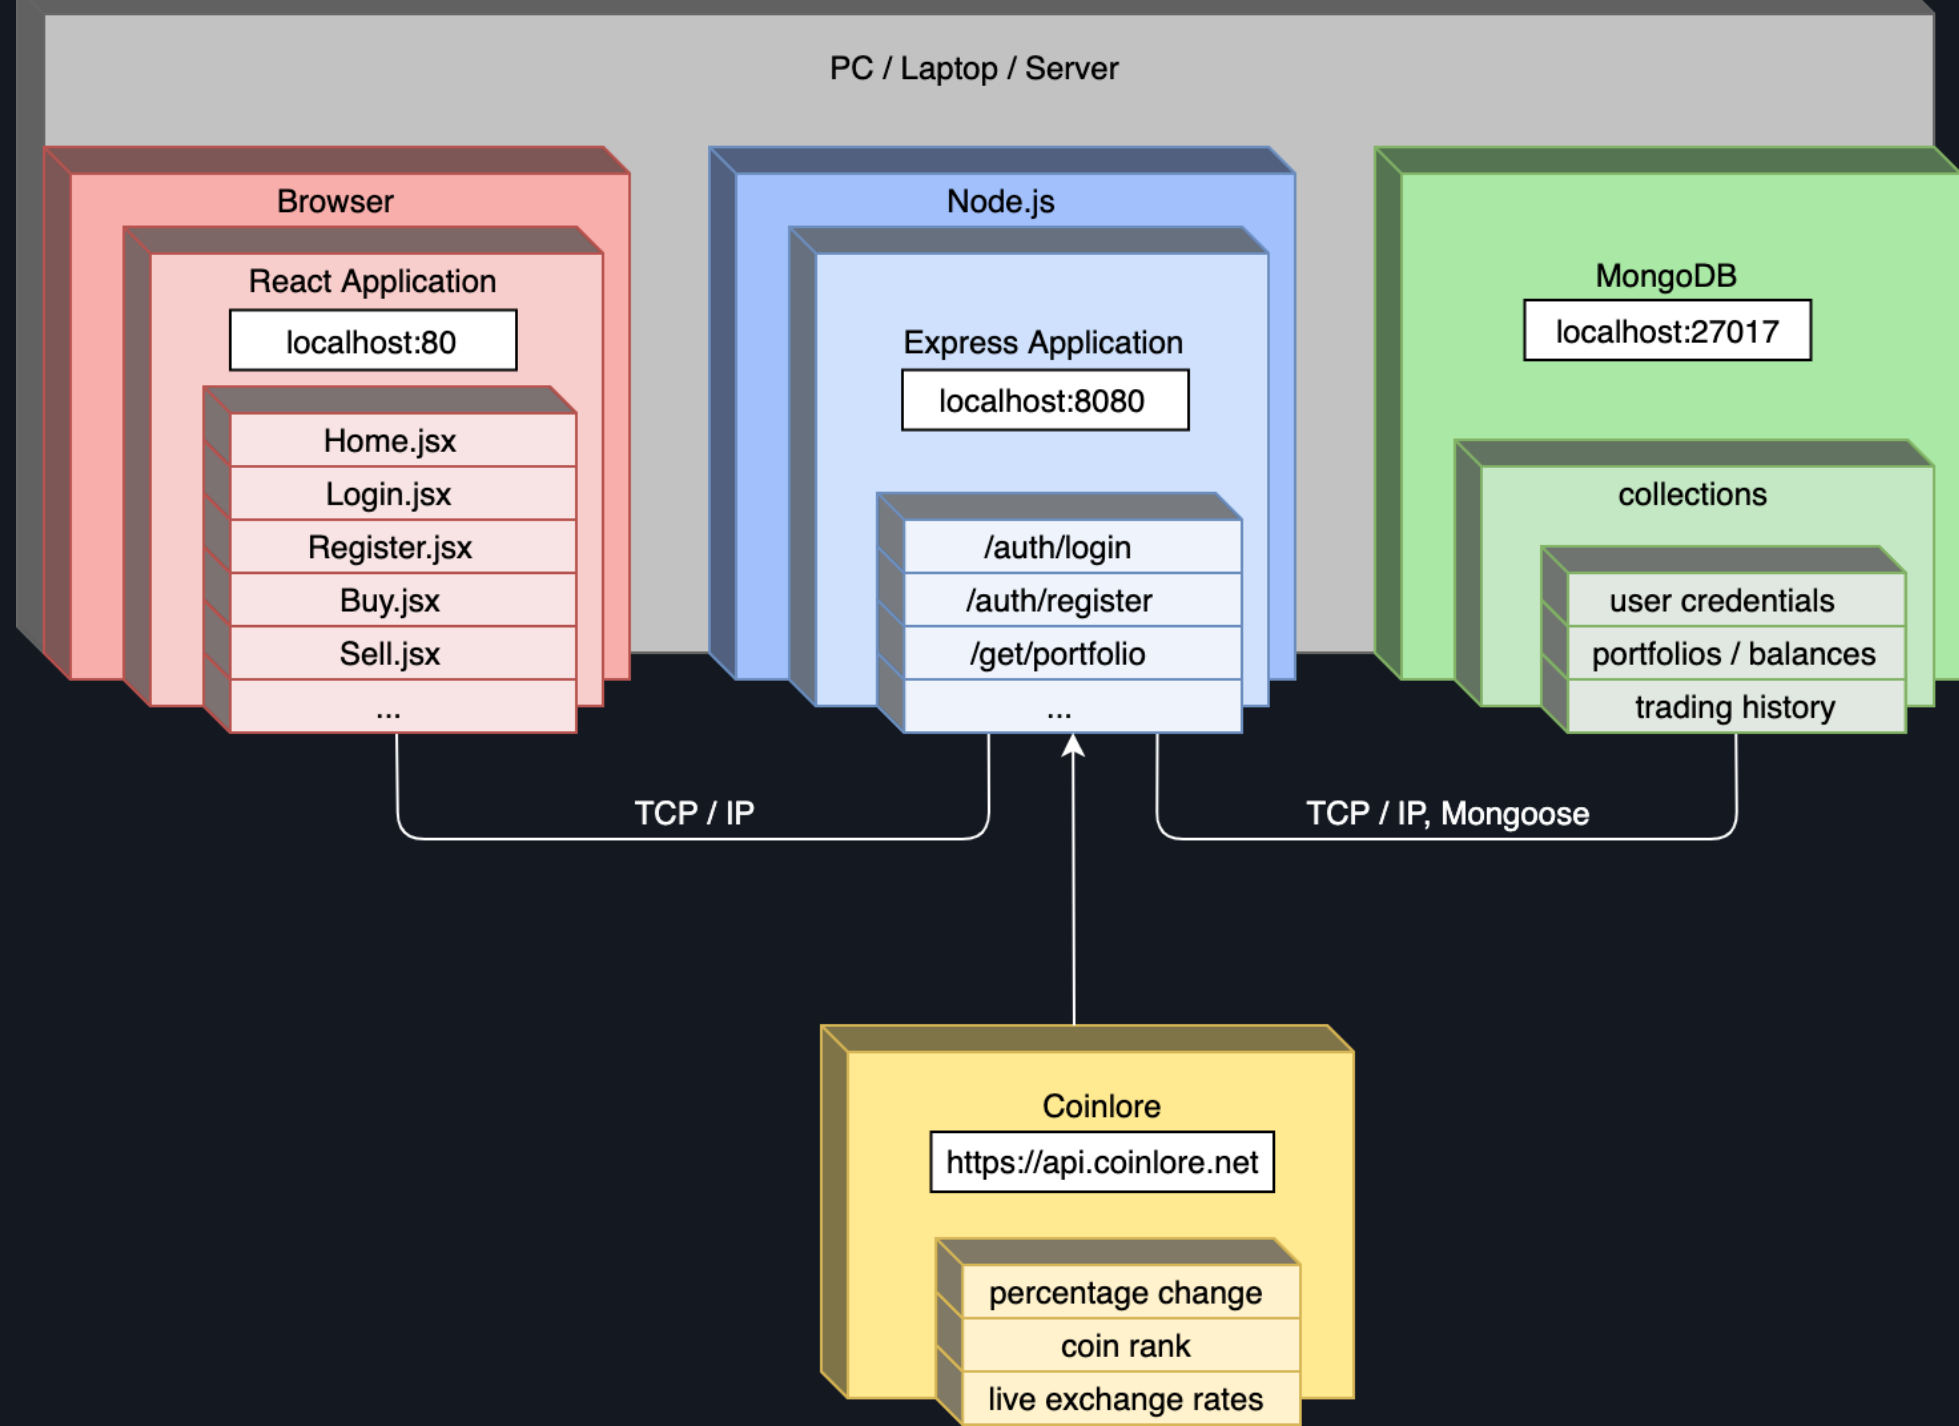 PC / Laptop / Server
Browser
React Application
localhost:80
Home.jsx
Login.jsx
Register.jsx
Buy.jsx
Sell.jsx
...
Node.js
Express Application
localhost:8080
/auth/login
/auth/register
/get/portfolio
...
MongoDB
localhost:27017
collections
user credentials
portfolios / balances
trading history
TCP / IP
TCP / IP, Mongoose
Coinlore
https://api.coinlore.net
percentage change
coin rank
live exchange rates